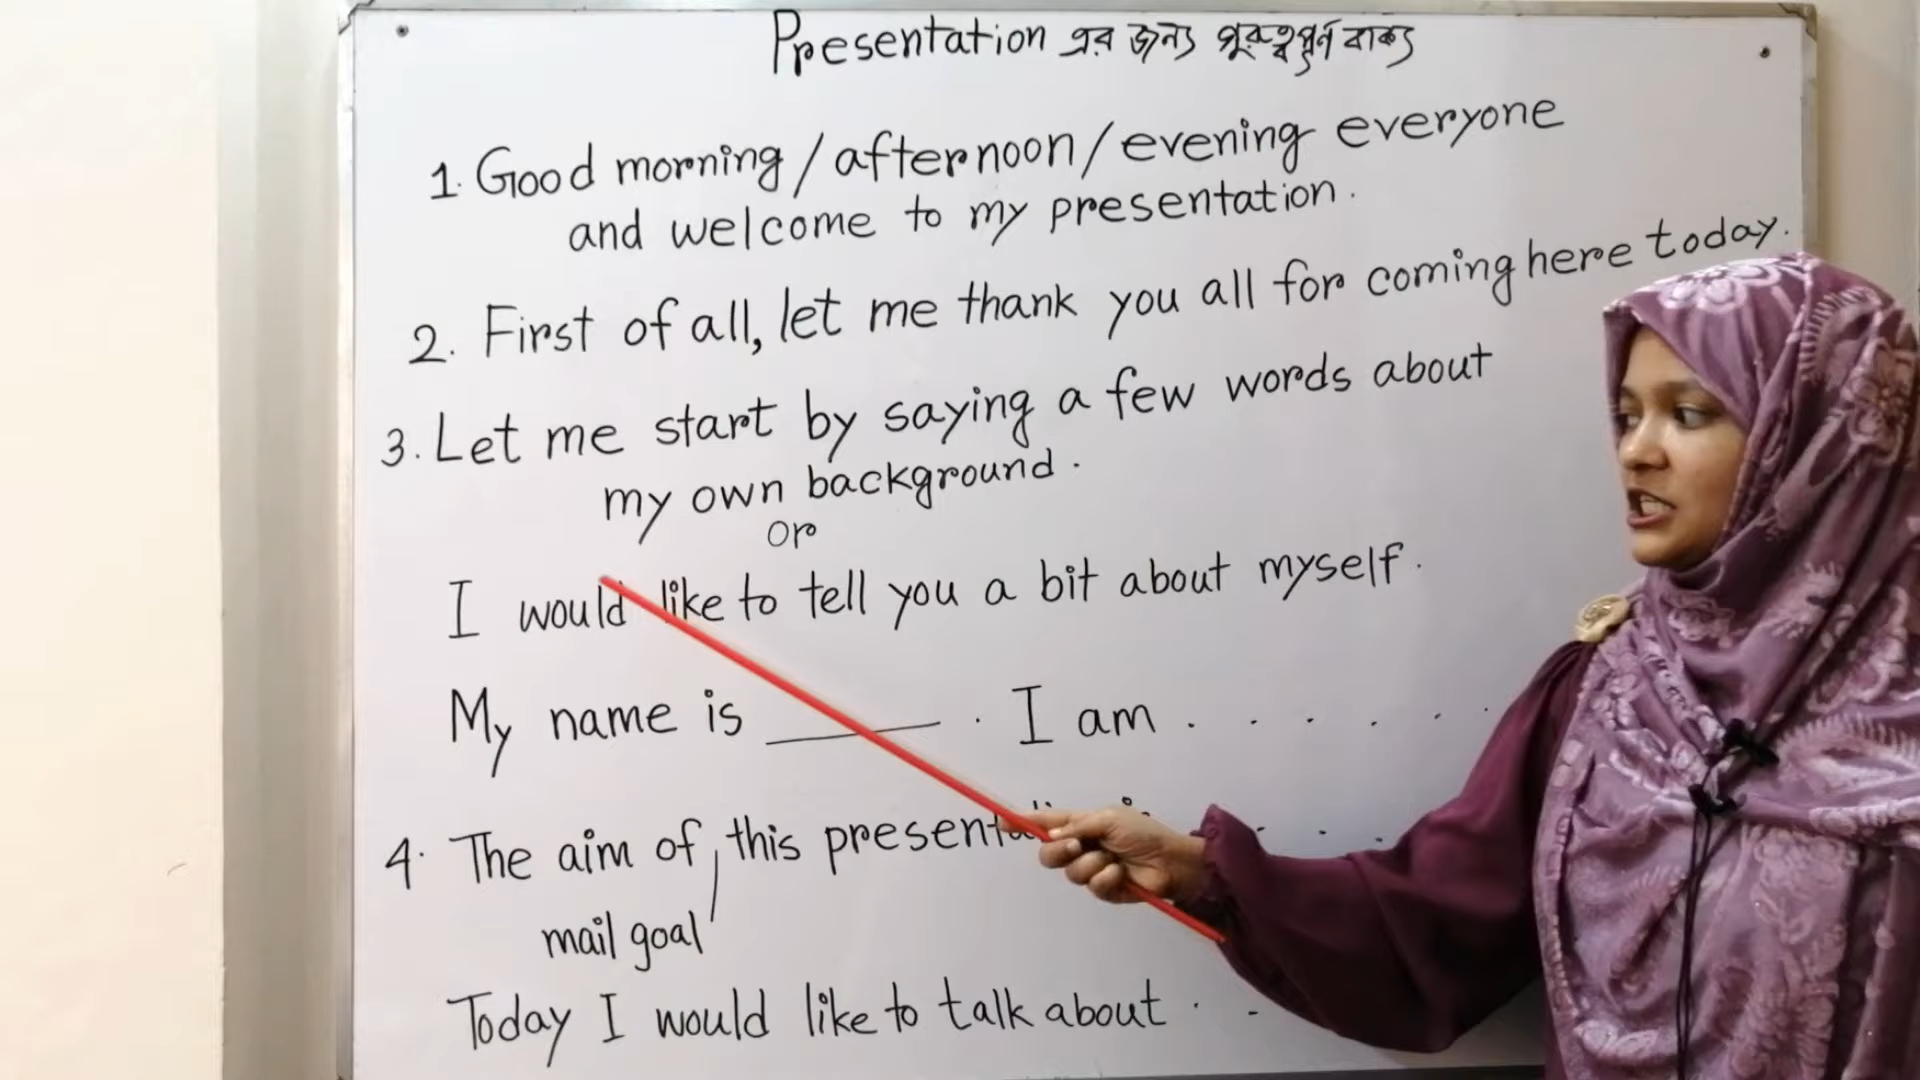 Presentation এর জন্য গুরুত্বপূর্ন বাক্য
1. Good morning / afternoon / evening everyone
and welcome to my presentation.
2. First of all, let me thank you all for coming here today.
3. Let me start by saying a few words about
my own background.
or
I would like to tell you a bit about myself.
My name is ______ . I am . . . . . .
4. The aim of this
mail goal
Today I would like to talk about . .